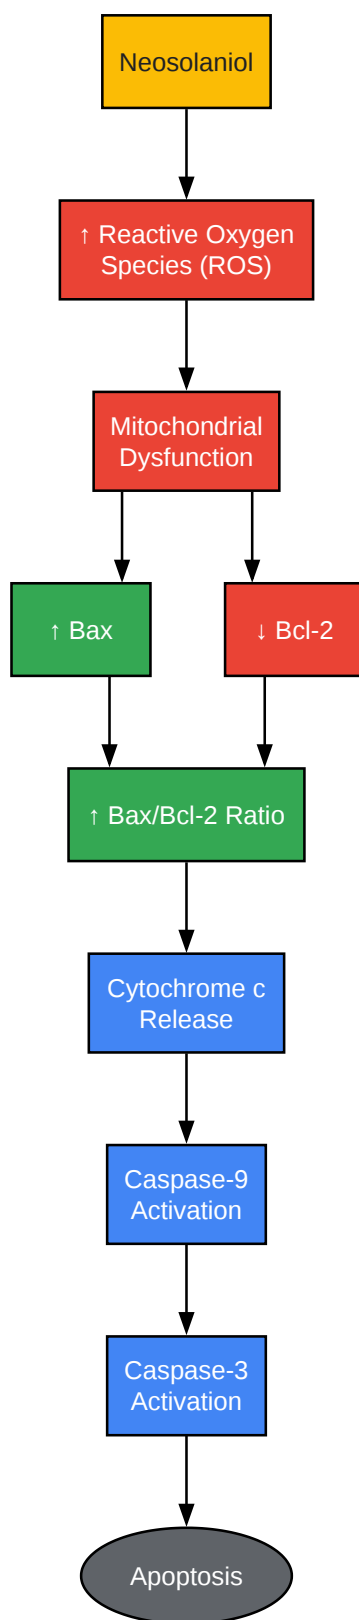 Neosolaniol
↑ Reactive Oxygen
Species (ROS)
Mitochondrial
Dysfunction
↑ Bax
↓ Bcl-2
↑ Bax/Bcl-2 Ratio
Cytochrome c
Release
Caspase-9
Activation
Caspase-3
Activation
Apoptosis